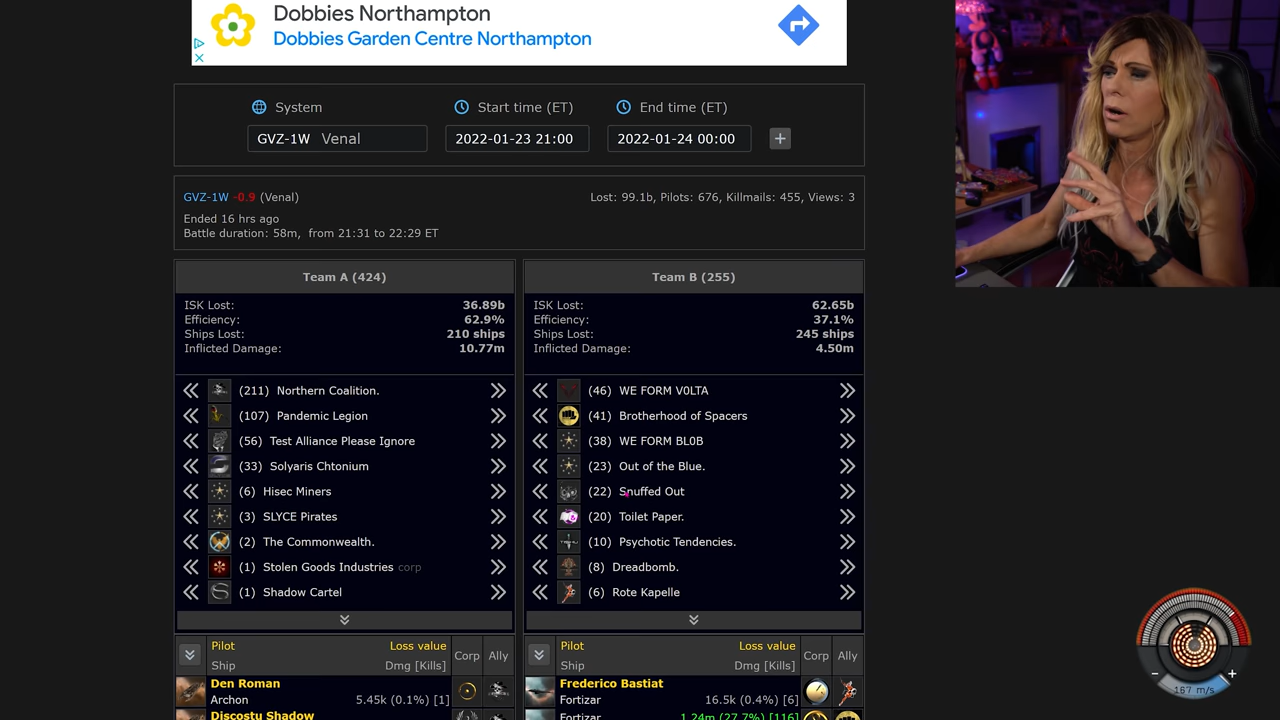 Dobbies Northampton
Dobbies Garden Centre Northampton
System Start time (ET) End time (ET)
GVZ-1W Venal 2022-01-23 21:00 2022-01-24 00:00 +
GVZ-1W -0.9 (Venal) Lost: 99.1b, Pilots: 676, Killmails: 455, Views: 3
Ended 16 hrs ago
Battle duration: 58m, from 21:31 to 22:29 ET
Team A (424)
ISK Lost: 36.89b
Efficiency: 62.9%
Ships Lost: 210 ships
Inflicted Damage: 10.77m
(211) Northern Coalition.
(107) Pandemic Legion
(56) Test Alliance Please Ignore
(33) Solyaris Chtonium
(6) Hisec Miners
(3) SLYCE Pirates
(2) The Commonwealth.
(1) Stolen Goods Industries corp
(1) Shadow Cartel
Pilot Loss value
Ship Dmg [Kills] Corp Ally
Den Roman
Archon 5.45k (0.1%) [1]
Discostu Shadow
Team B (255)
ISK Lost: 62.65b
Efficiency: 37.1%
Ships Lost: 245 ships
Inflicted Damage: 4.50m
(46) WE FORM V0LTA
(41) Brotherhood of Spacers
(38) WE FORM BL0B
(23) Out of the Blue.
(22) Snuffed Out
(20) Toilet Paper.
(10) Psychotic Tendencies.
(8) Dreadbomb.
(6) Rote Kapelle
Pilot Loss value
Ship Dmg [Kills] Corp Ally
Frederico Bastiat
Fortizar 16.5k (0.4%) [6]
Fortizar 1.24m (27.7%) [116]
- +
167 m/s